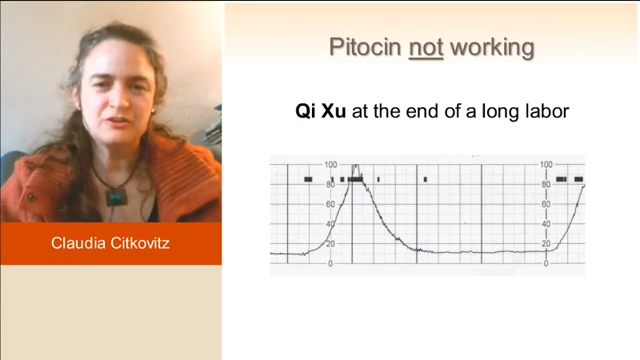 Pitocin not working
Qi Xu at the end of a long labor
100 100
80 80
60 60
40 40
20 20
0 0
Claudia Citkovitz